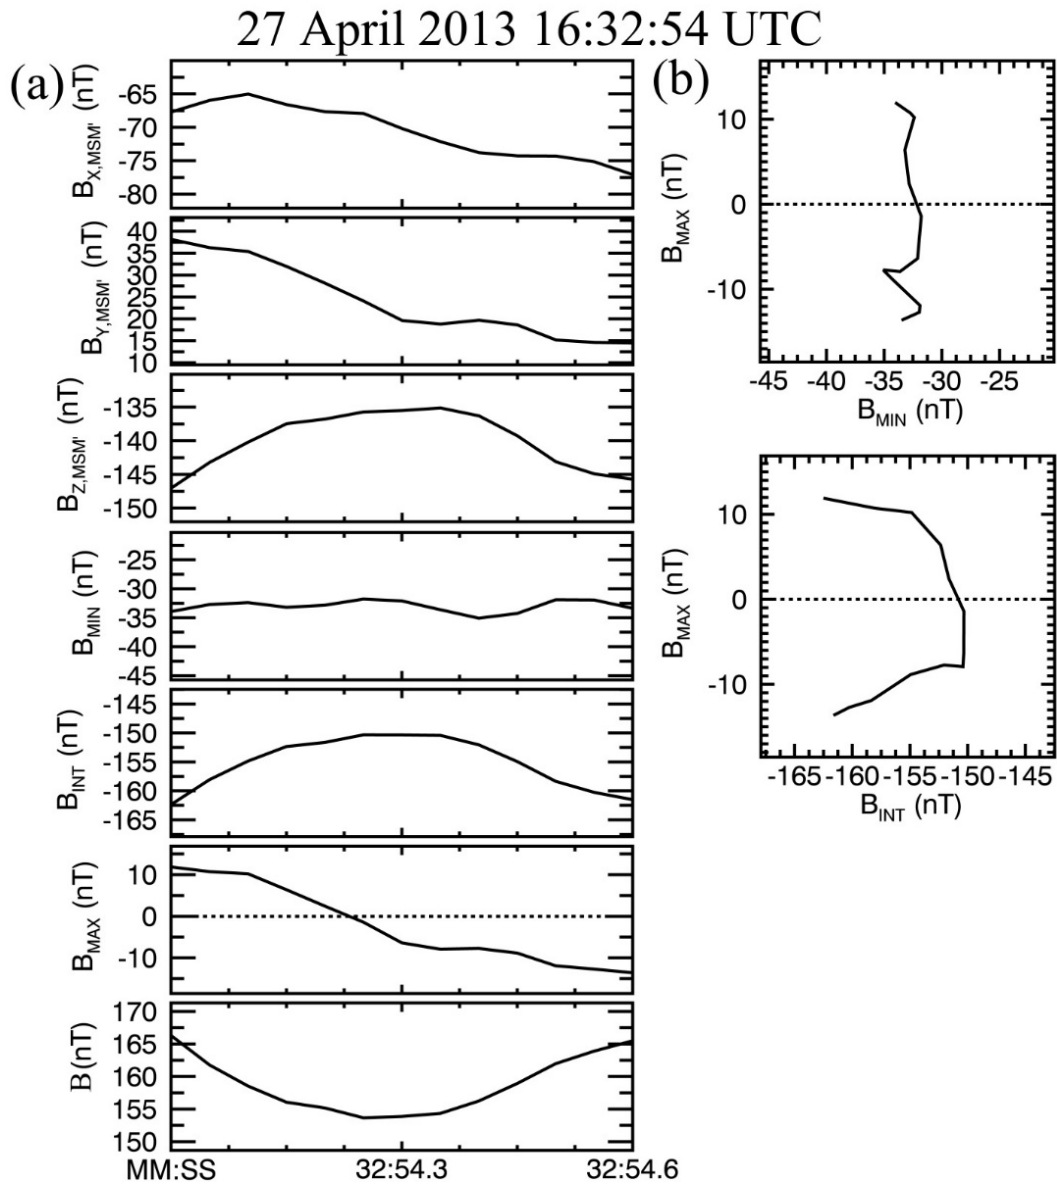 27 April 2013 16:32:54 UTC
(a)
B_X,MSM' (nT)
-65
-70
-75
-80
B_Y,MSM' (nT)
40
35
30
25
20
15
10
B_Z,MSM' (nT)
-135
-140
-145
-150
B_MIN (nT)
-25
-30
-35
-40
-45
B_INT (nT)
-145
-150
-155
-160
-165
B_MAX (nT)
10
0
-10
B (nT)
170
165
160
155
150
MM:SS 32:54.3 32:54.6
(b)
B_MAX (nT)
10
0
-10
-45 -40 -35 -30 -25
B_MIN (nT)
B_MAX (nT)
10
0
-10
-165 -160 -155 -150 -145
B_INT (nT)